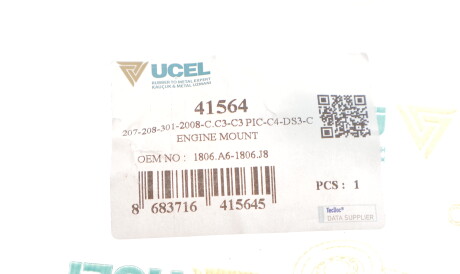 UCEL
RUBBER TO METAL EXPERT
KAUÇUK & METAL UZMANI
41564
207-208-301-2008-C.C3-C3 PIC-C4-DS3-C
ENGINE MOUNT
OEM NO : 1806.A6-1806.J8
PCS : 1
8 683716 415645
TecDoc
DATA SUPPLIER